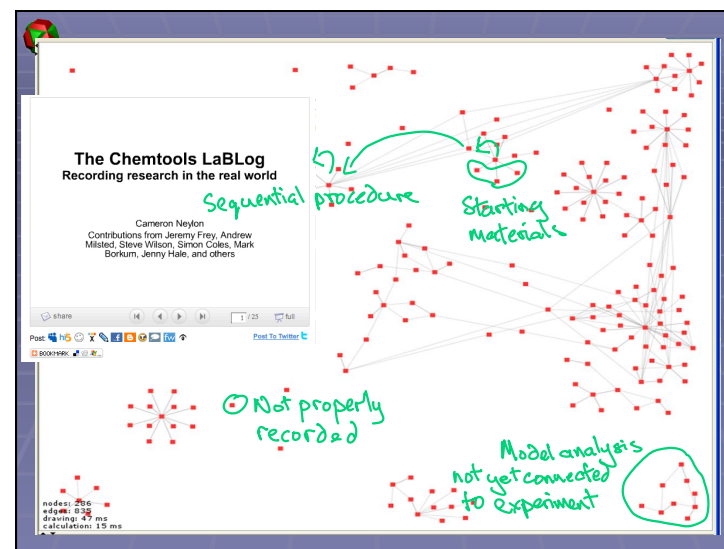 The Chemtools LaBLog
Recording research in the real world
Cameron Neylon
Contributions from Jeremy Frey, Andrew
Milsted, Steve Wilson, Simon Coles, Mark
Borkum, Jenny Hale, and others
share
1 / 25
full
Post:
Post To Twitter
BOOKMARK
Sequential procedure
Starting
materials
Not properly
recorded
Model analysis
not yet connected
to experiment
nodes: 286
edges: 835
drawing: 47 ms
calculation: 15 ms